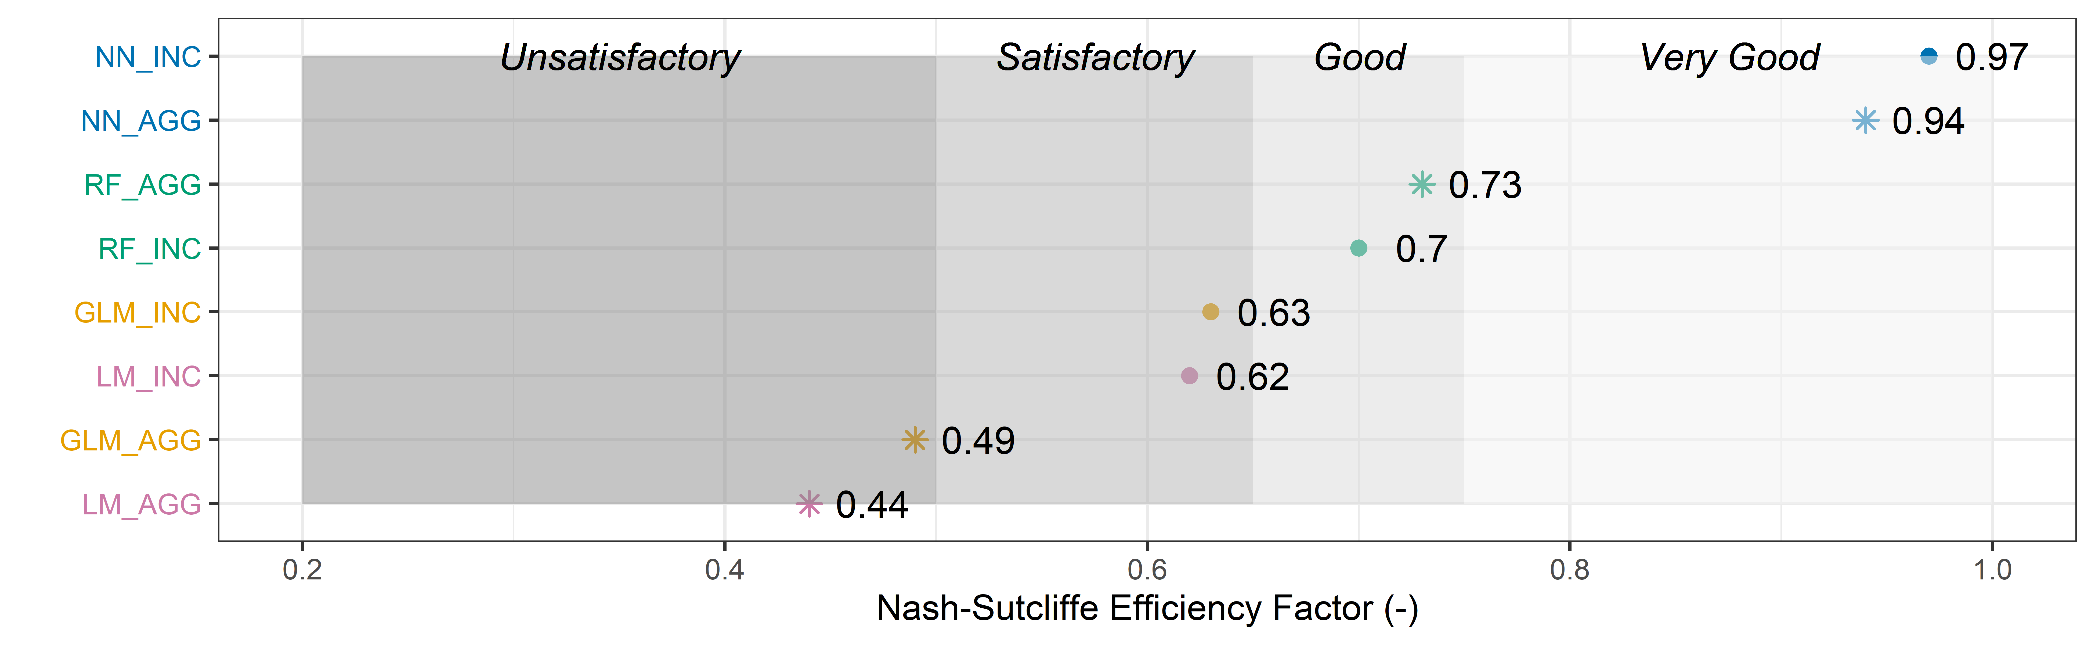 NN_INC Unsatisfactory Satisfactory Good Very Good 0.97
NN_AGG 0.94
RF_AGG 0.73
RF_INC 0.7
GLM_INC 0.63
LM_INC 0.62
GLM_AGG 0.49
LM_AGG 0.44
0.2 0.4 0.6 0.8 1.0
Nash-Sutcliffe Efficiency Factor (-)